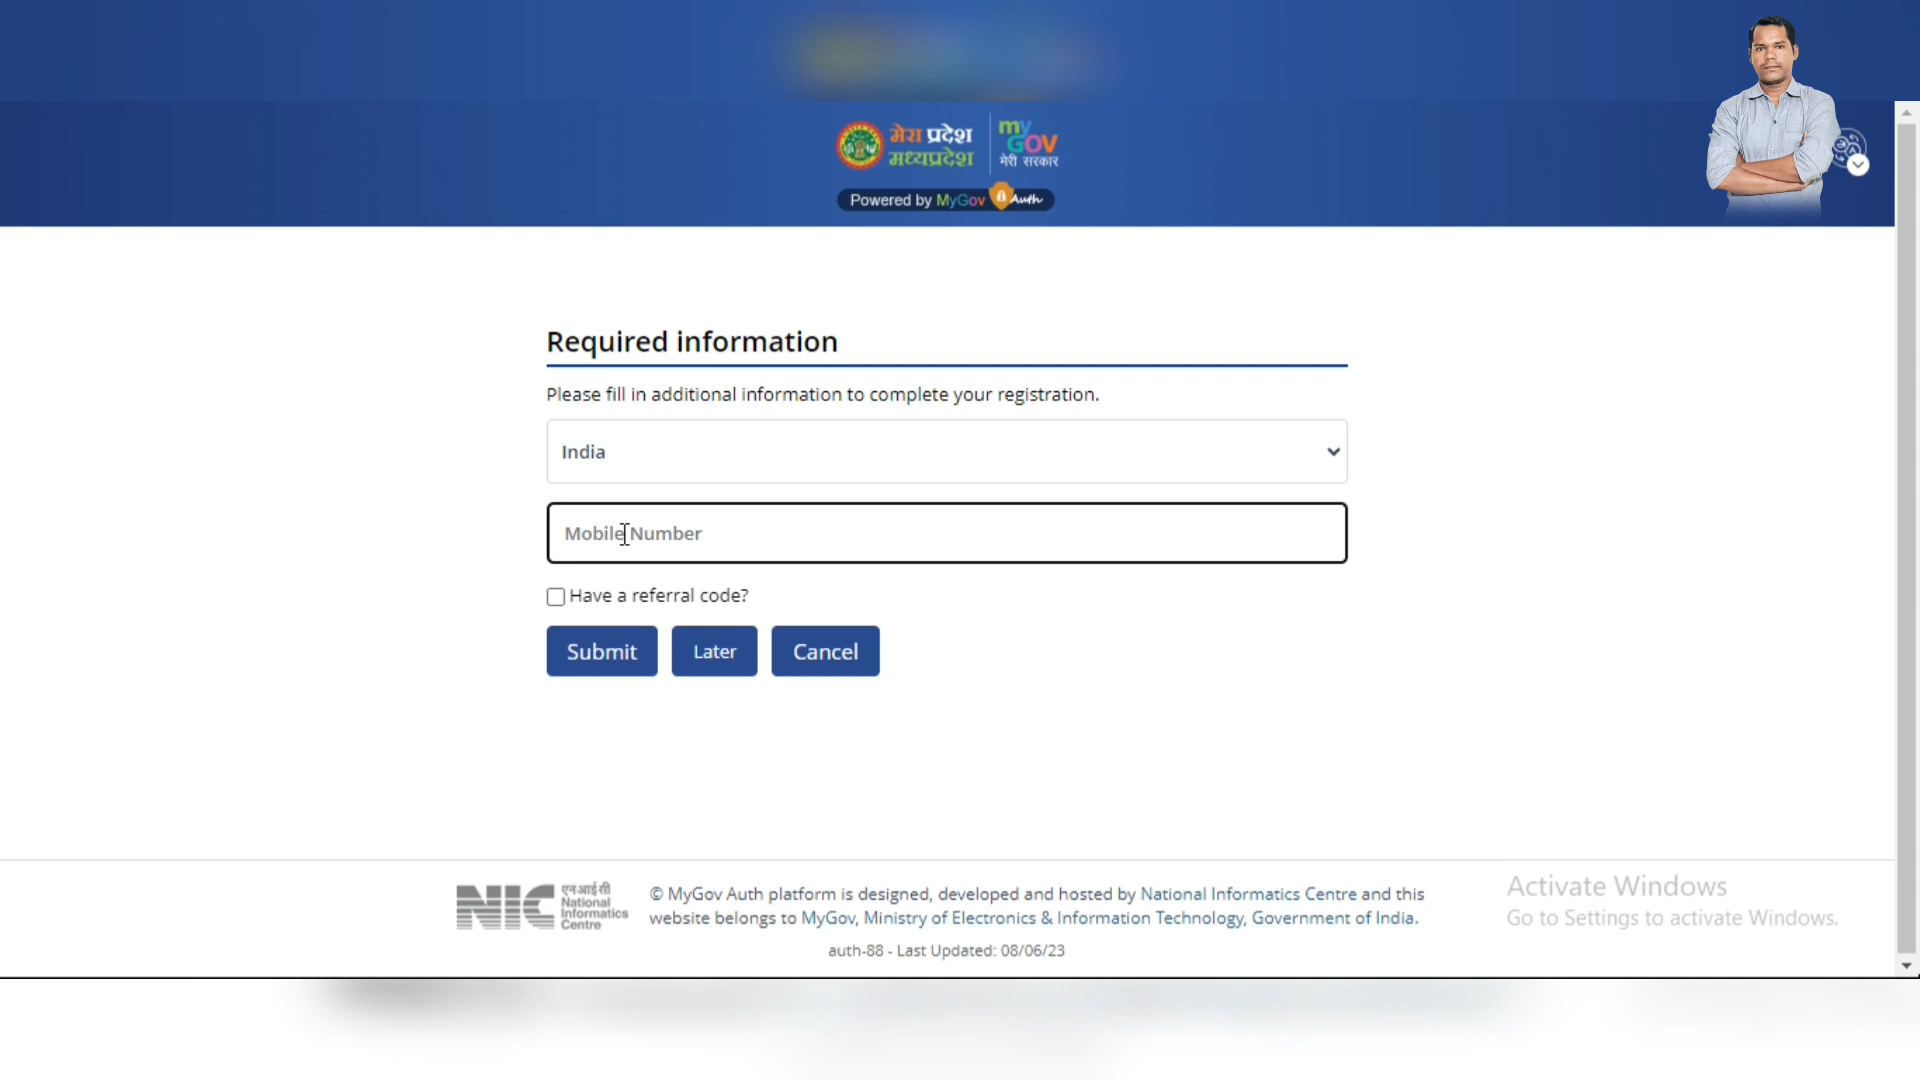 मेरा प्रदेश
मध्यप्रदेश
my
GOV
मेरी सरकार
Powered by MyGov Auth
Required information
Please fill in additional information to complete your registration.
India
Mobile Number
Have a referral code?
Submit
Later
Cancel
NIC
एनआईसी
National
Informatics
Centre
© MyGov Auth platform is designed, developed and hosted by National Informatics Centre and this
website belongs to MyGov, Ministry of Electronics & Information Technology, Government of India.
auth-88 - Last Updated: 08/06/23
Activate Windows
Go to Settings to activate Windows.